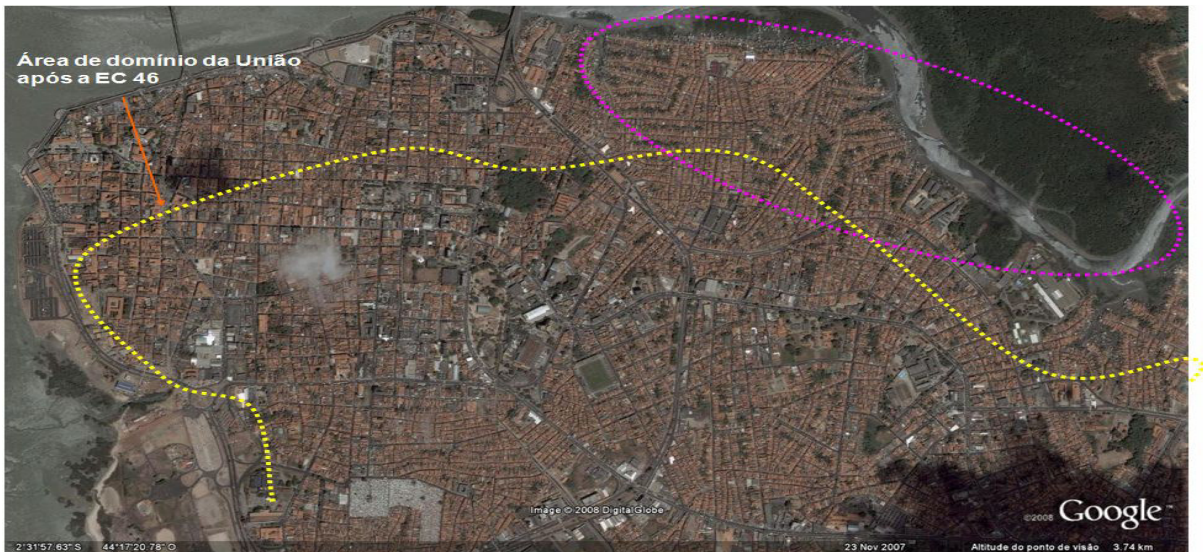 Área de domínio da União
após a EC 46
Image © 2008 DigitalGlobe
©2008 Google™
2°31'57.63"S 44°17'20.78"O
23 Nov 2007
Altitude do ponto de visão 3.74 km